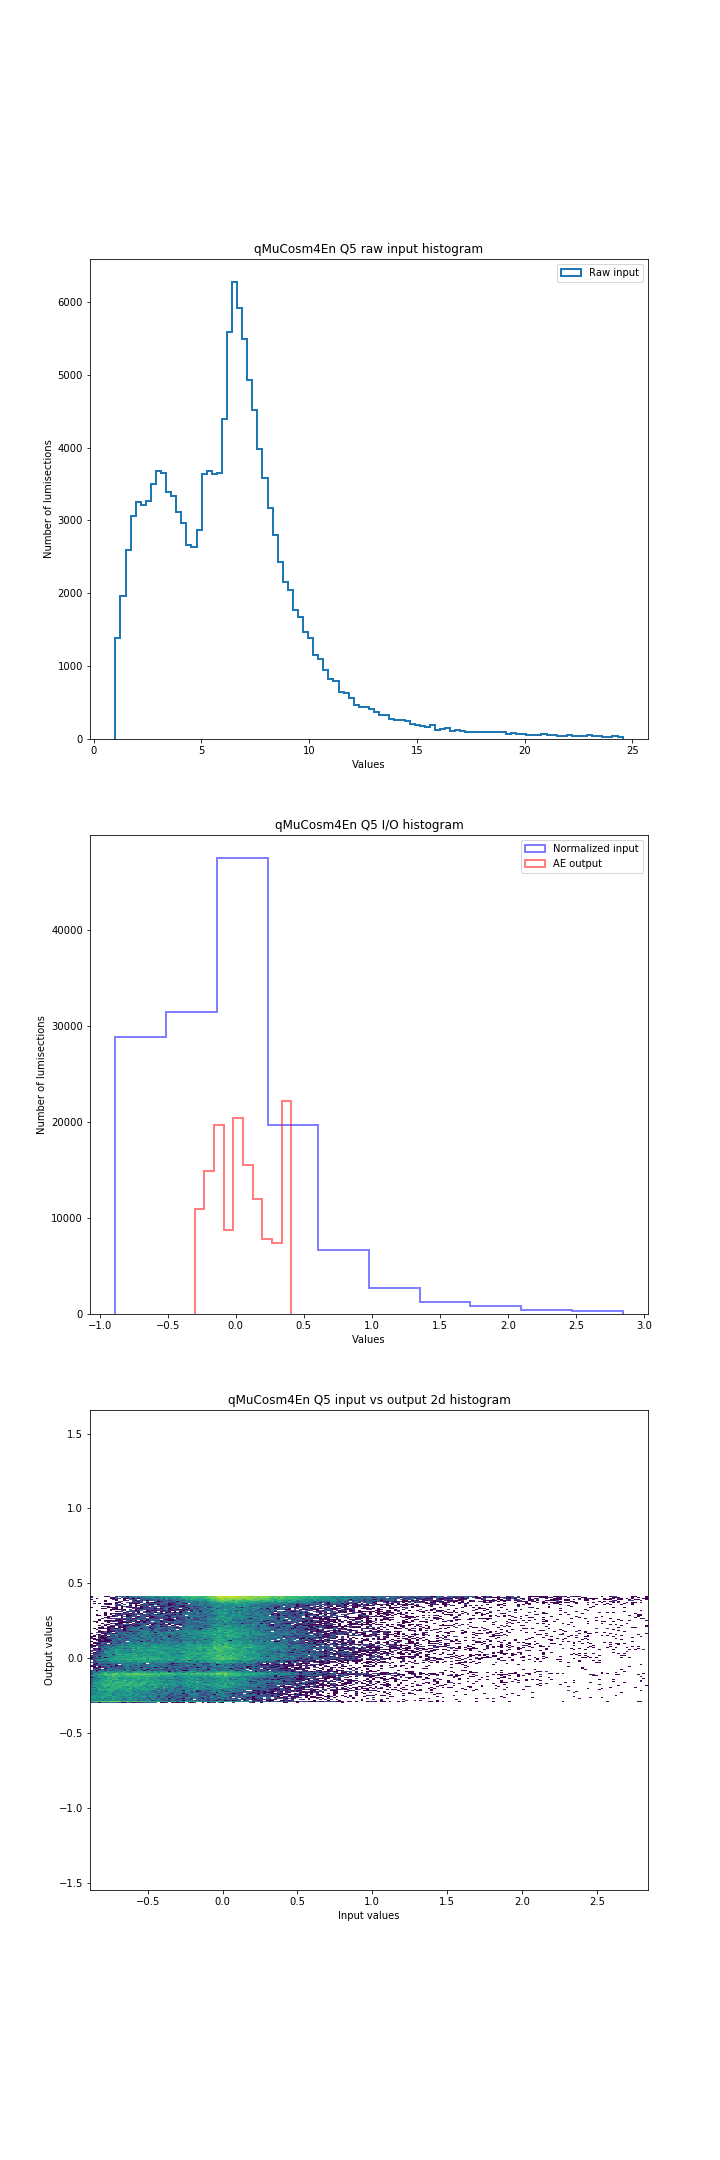 qMuCosm4En Q5 raw input histogram
Raw input
6000
5000
4000
3000
2000
1000
0
Number of lumisections
0 5 10 15 20 25
Values
qMuCosm4En Q5 I/O histogram
Normalized input
AE output
40000
30000
20000
10000
0
Number of lumisections
−1.0 −0.5 0.0 0.5 1.0 1.5 2.0 2.5 3.0
Values
qMuCosm4En Q5 input vs output 2d histogram
1.5
1.0
0.5
0.0
−0.5
−1.0
−1.5
Output values
−0.5 0.0 0.5 1.0 1.5 2.0 2.5
Input values